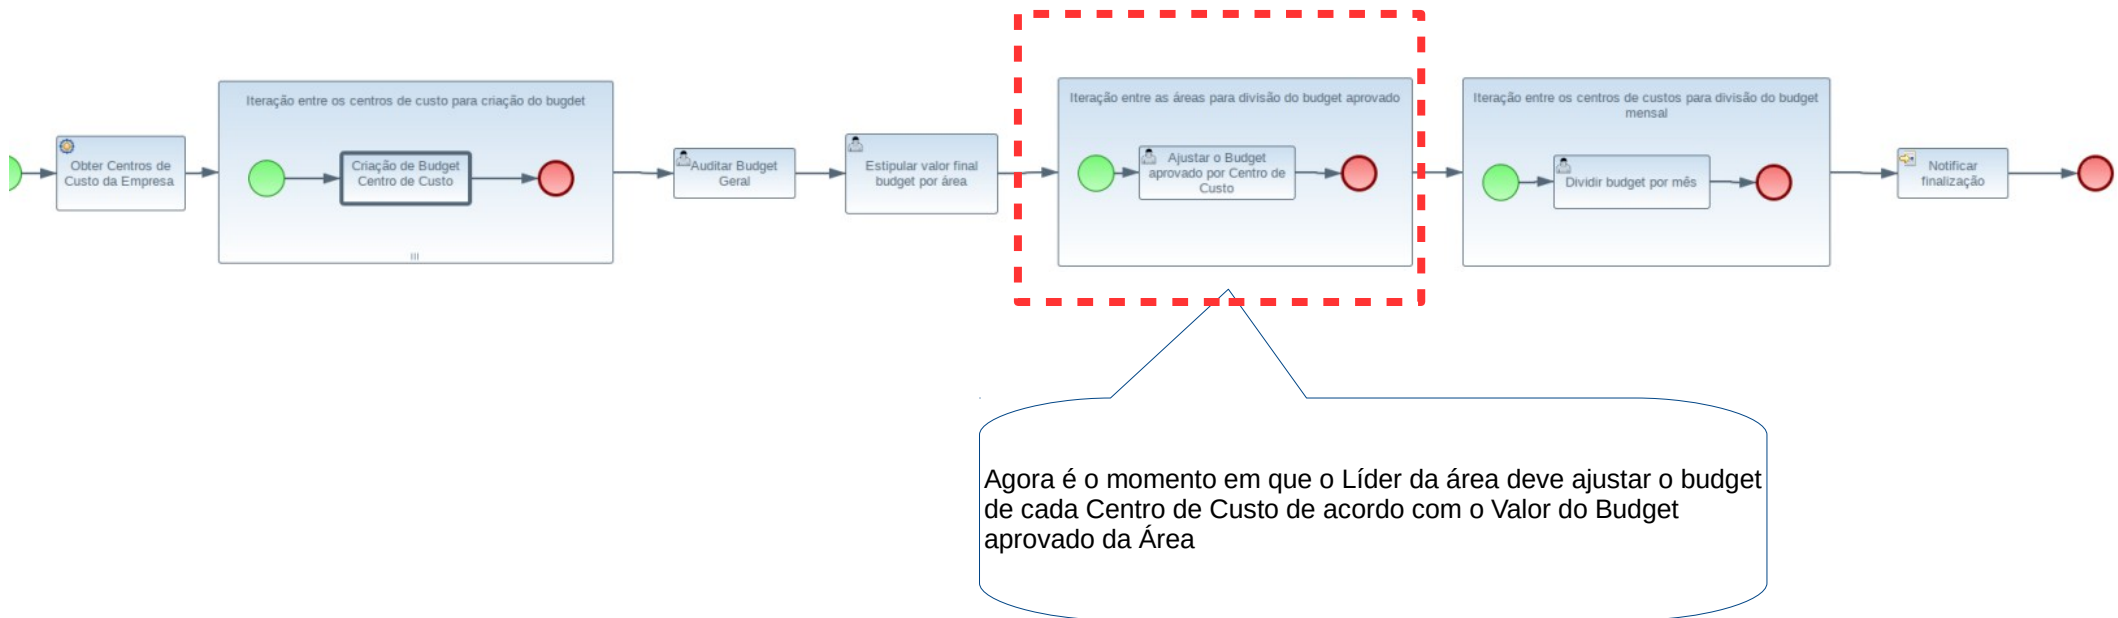 Obter Centros de
Custo da Empresa
Iteração entre os centros de custo para criação do bugdet
Criação de Budget
Centro de Custo
Auditar Budget
Geral
Estipular valor final
budget por área
Iteração entre as áreas para divisão do budget aprovado
Ajustar o Budget
aprovado por Centro de
Custo
Iteração entre os centros de custos para divisão do budget
mensal
Dividir budget por mês
Notificar
finalização
Agora é o momento em que o Líder da área deve ajustar o budget
de cada Centro de Custo de acordo com o Valor do Budget
aprovado da Área